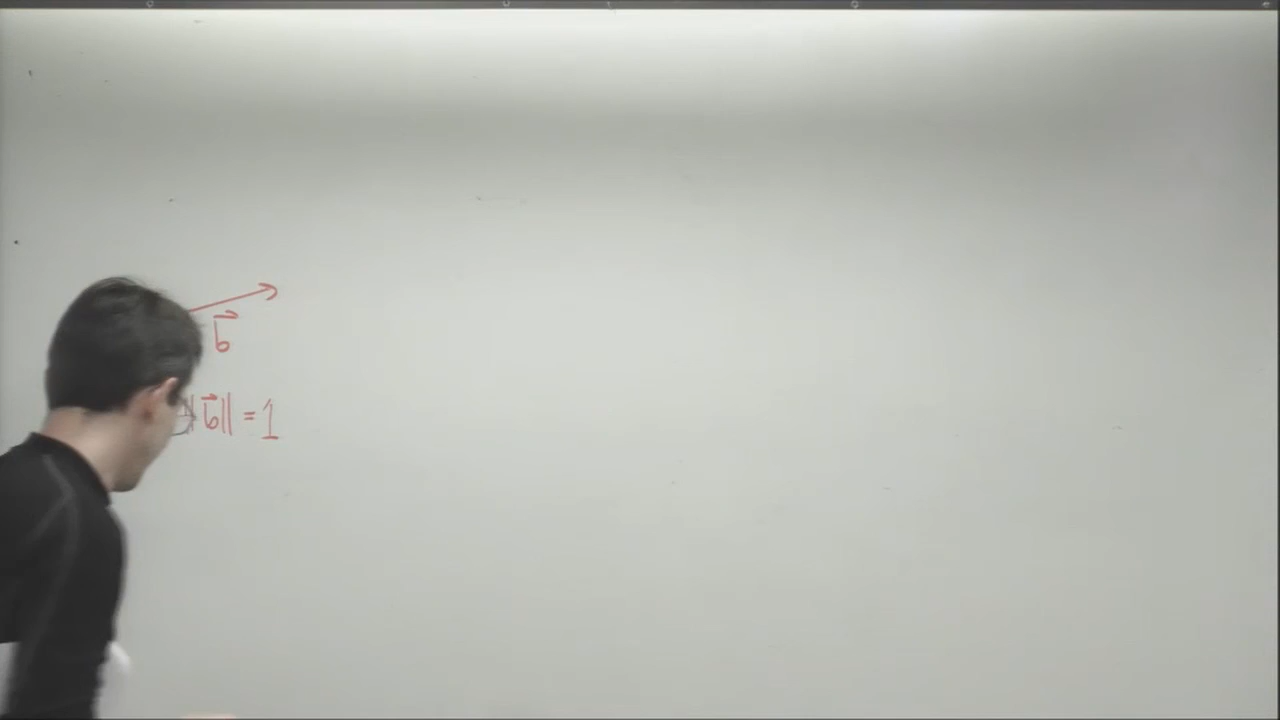 b⃗
||b⃗|| = 1